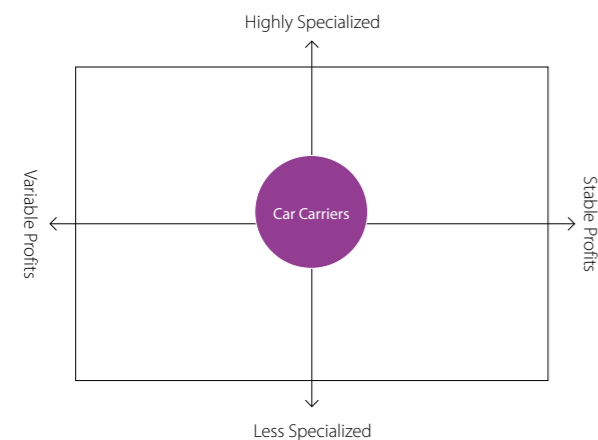 Highly Specialized
Variable Profits
Car Carriers
Stable Profits
Less Specialized